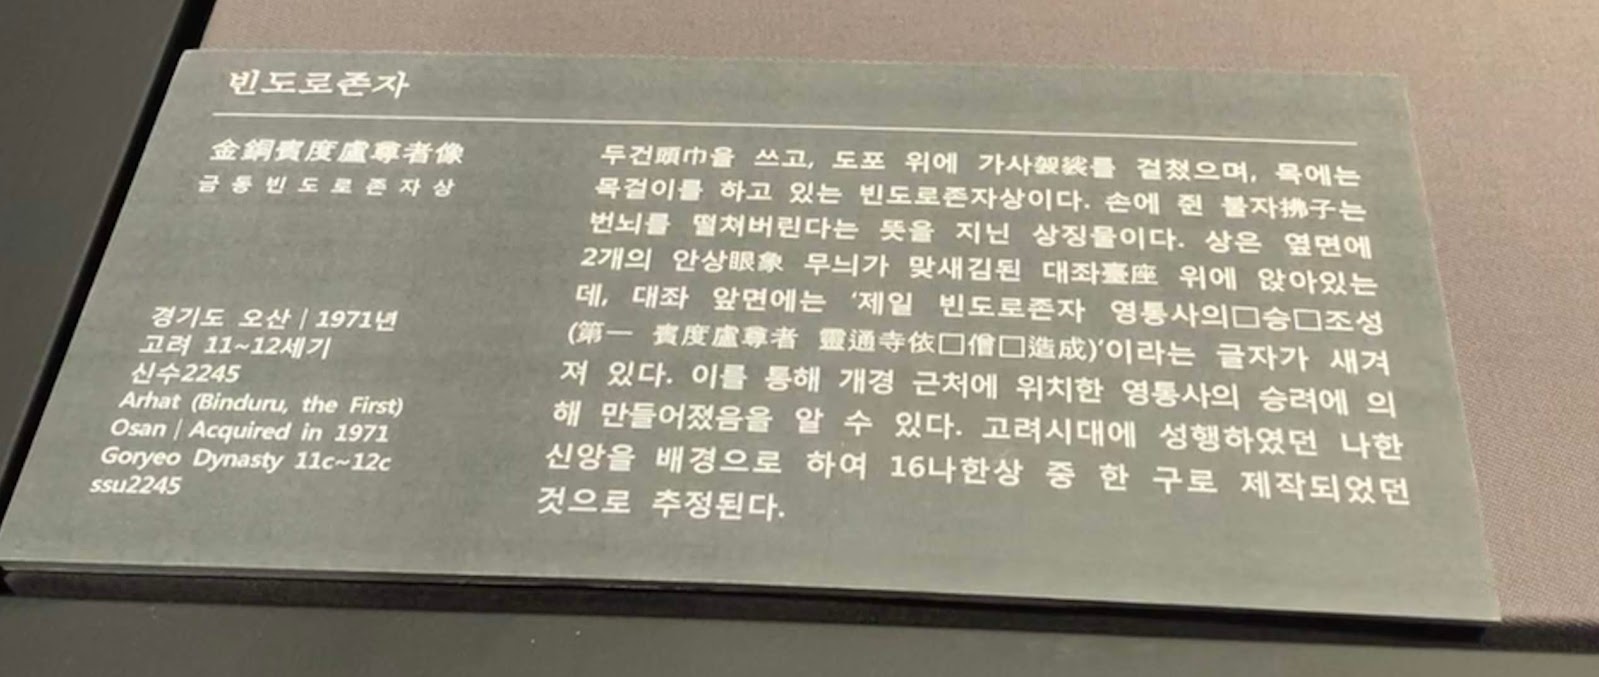 빈도로존자
金銅賓度盧尊者像
금동빈도로존자상
경기도 오산 | 1971년
고려 11~12세기
신수2245
Arhat (Binduru, the First)
Osan | Acquired in 1971
Goryeo Dynasty 11c~12c
ssu2245
두건頭巾을 쓰고, 도포 위에 가사袈裟를 걸쳤으며, 목에는
목걸이를 하고 있는 빈도로존자상이다. 손에 쥔 불자拂子는
번뇌를 떨쳐버린다는 뜻을 지닌 상징물이다. 상은 옆면에
2개의 안상眼象 무늬가 맞새김된 대좌臺座 위에 앉아있는
데, 대좌 앞면에는 ‘제일 빈도로존자 영통사의□승□조성
(第一 賓度盧尊者 靈通寺依□僧□造成)’이라는 글자가 새겨
져 있다. 이를 통해 개경 근처에 위치한 영통사의 승려에 의
해 만들어졌음을 알 수 있다. 고려시대에 성행하였던 나한
신앙을 배경으로 하여 16나한상 중 한 구로 제작되었던
것으로 추정된다.